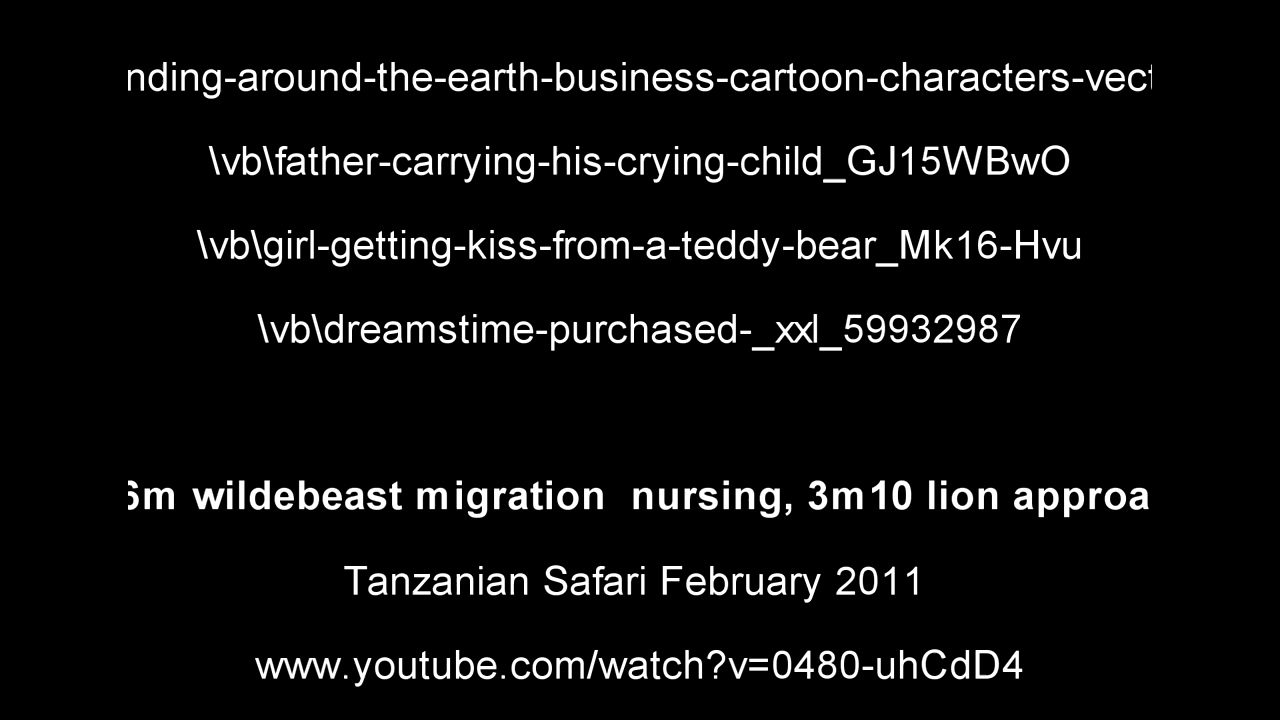 nding-around-the-earth-business-cartoon-characters-vect
\vb\father-carrying-his-crying-child_GJ15WBwO
\vb\girl-getting-kiss-from-a-teddy-bear_Mk16-Hvu
\vb\dreamstime-purchased-_xxl_59932987
6m wildebeast migration  nursing, 3m10 lion approa
Tanzanian Safari February 2011
www.youtube.com/watch?v=0480-uhCdD4